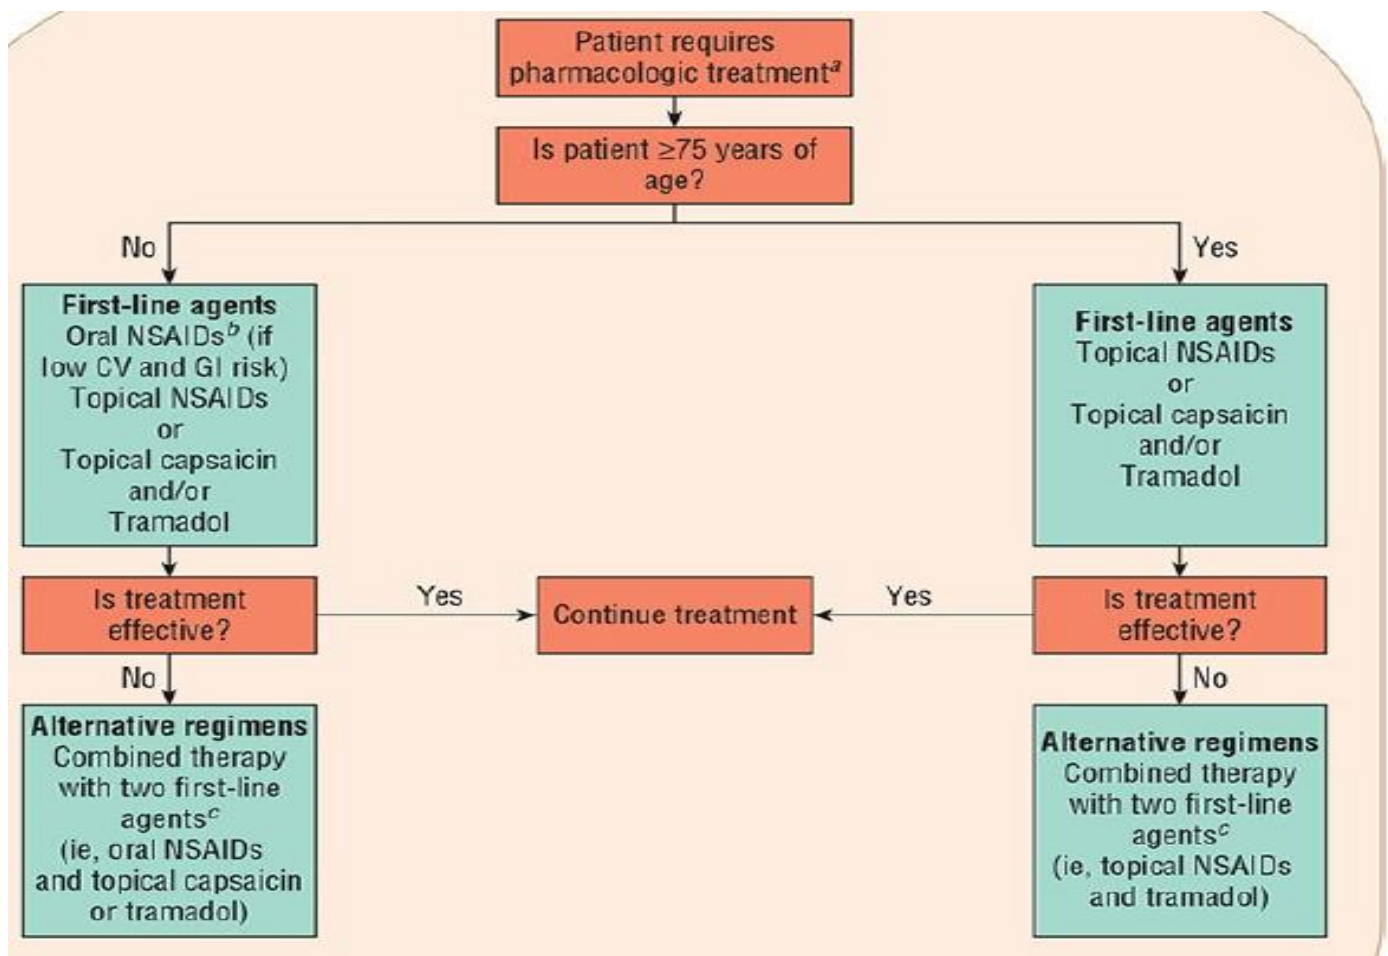 Patient requires
pharmacologic treatmentᵃ
Is patient ≥75 years of
age?
No
Yes
First-line agents
Oral NSAIDsᵇ (if
low CV and GI risk)
Topical NSAIDs
or
Topical capsaicin
and/or
Tramadol
First-line agents
Topical NSAIDs
or
Topical capsaicin
and/or
Tramadol
Is treatment
effective?
Yes
Continue treatment
Yes
Is treatment
effective?
No
No
Alternative regimens
Combined therapy
with two first-line
agentsᶜ
(ie, oral NSAIDs
and topical capsaicin
or tramadol)
Alternative regimens
Combined therapy
with two first-line
agentsᶜ
(ie, topical NSAIDs
and tramadol)